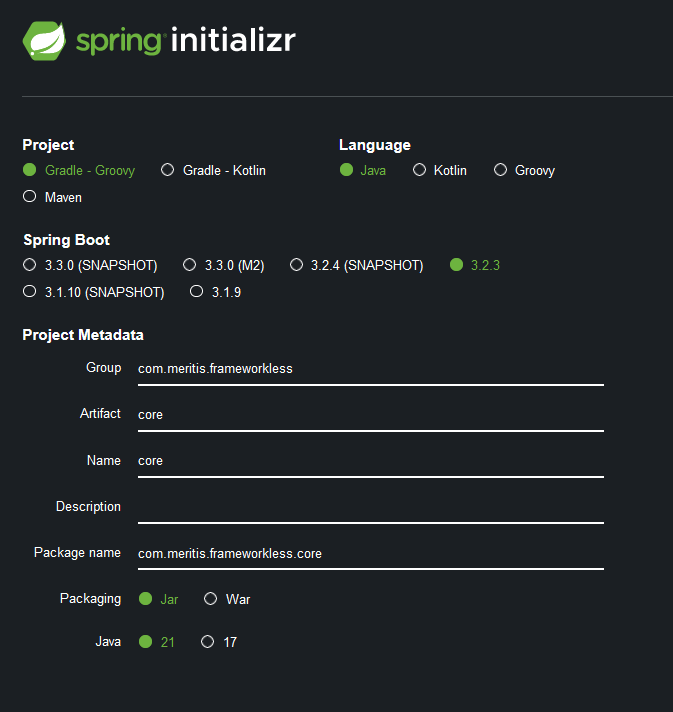 spring initializr
Project
Language
Gradle - Groovy Gradle - Kotlin
Java Kotlin Groovy
Maven
Spring Boot
3.3.0 (SNAPSHOT) 3.3.0 (M2) 3.2.4 (SNAPSHOT) 3.2.3
3.1.10 (SNAPSHOT) 3.1.9
Project Metadata
Group com.meritis.frameworkless
Artifact core
Name core
Description
Package name com.meritis.frameworkless.core
Packaging Jar War
Java 21 17